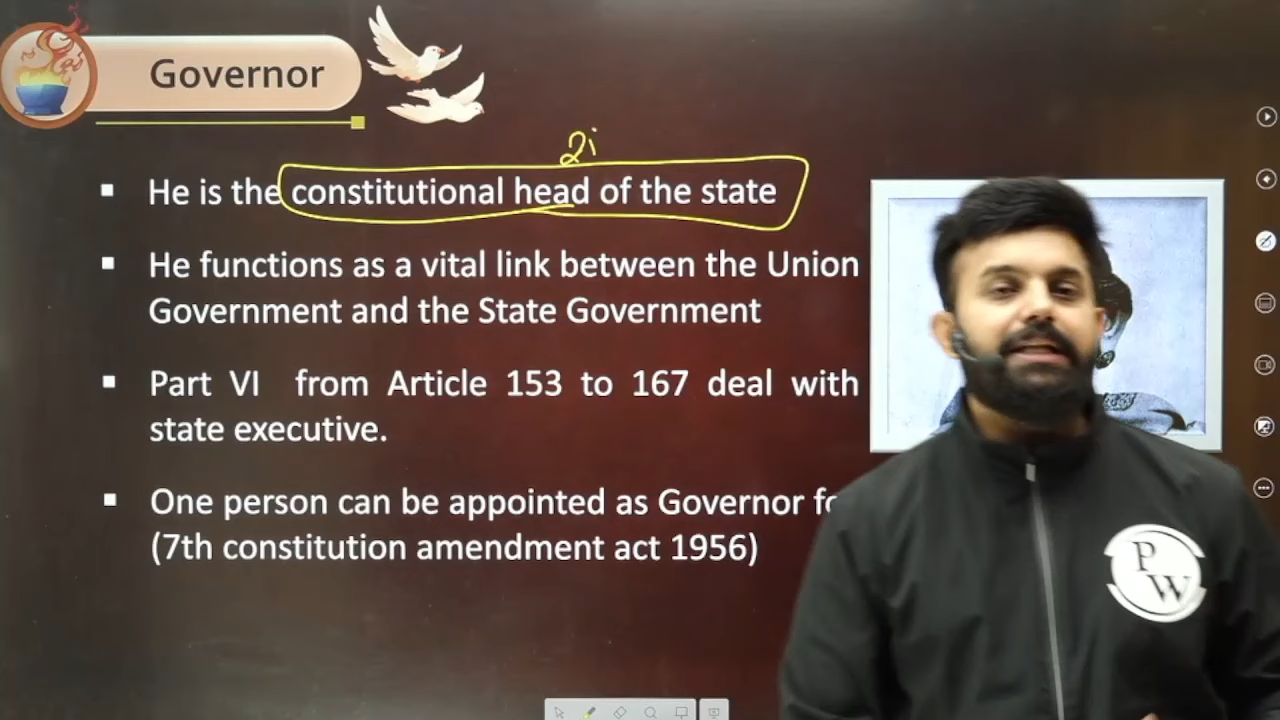 Governor
2i
He is the constitutional head of the state
He functions as a vital link between the Union
Government and the State Government
Part VI from Article 153 to 167 deal with
state executive.
One person can be appointed as Governor
(7th constitution amendment act 1956)
P
W